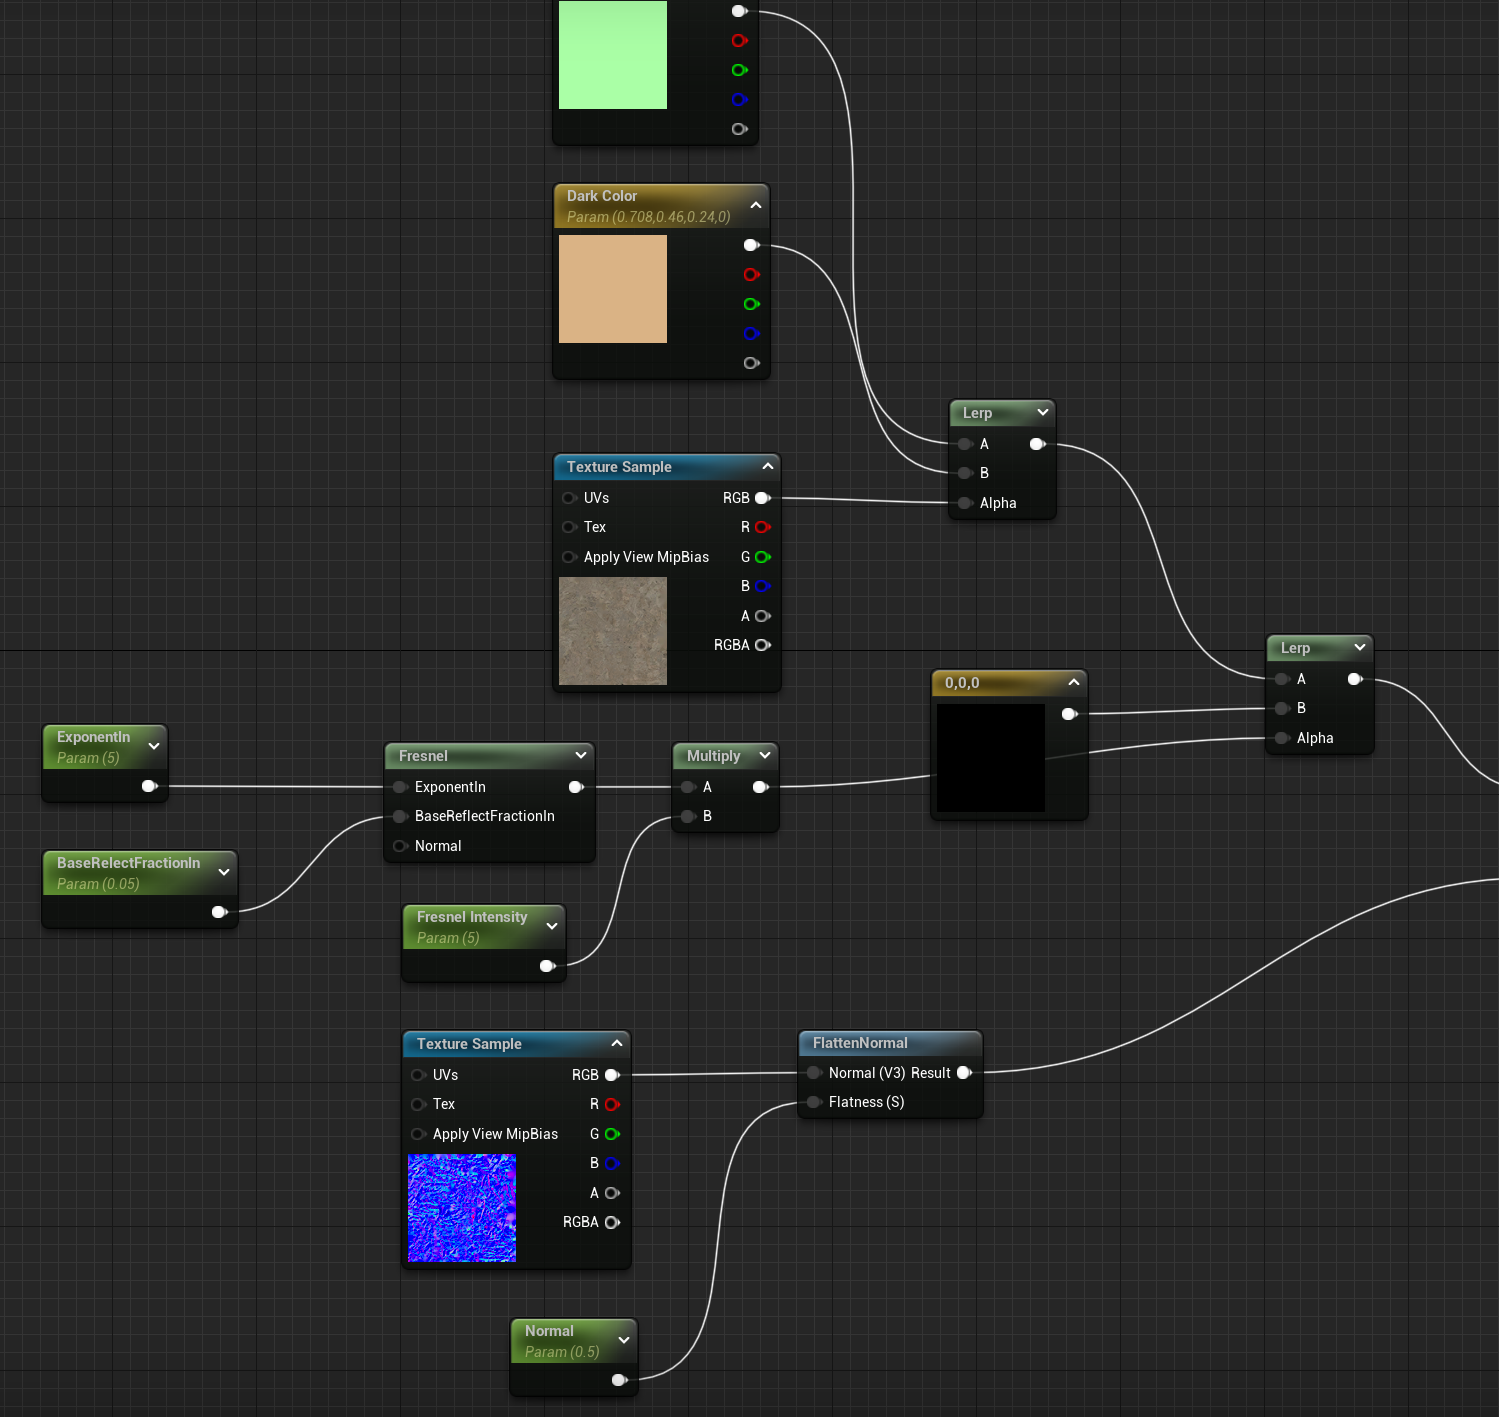 Dark Color
Param (0.708,0.46,0.24,0)
Lerp
A
B
Alpha
Texture Sample
UVs
RGB
Tex
R
Apply View MipBias
G
B
A
RGBA
Lerp
A
B
Alpha
0,0,0
ExponentIn
Param (5)
Fresnel
ExponentIn
BaseReflectFractionIn
Normal
Multiply
A
B
BaseRelectFractionIn
Param (0.05)
Fresnel Intensity
Param (5)
Texture Sample
UVs
RGB
Tex
R
Apply View MipBias
G
B
A
RGBA
FlattenNormal
Normal (V3) Result
Flatness (S)
Normal
Param (0.5)